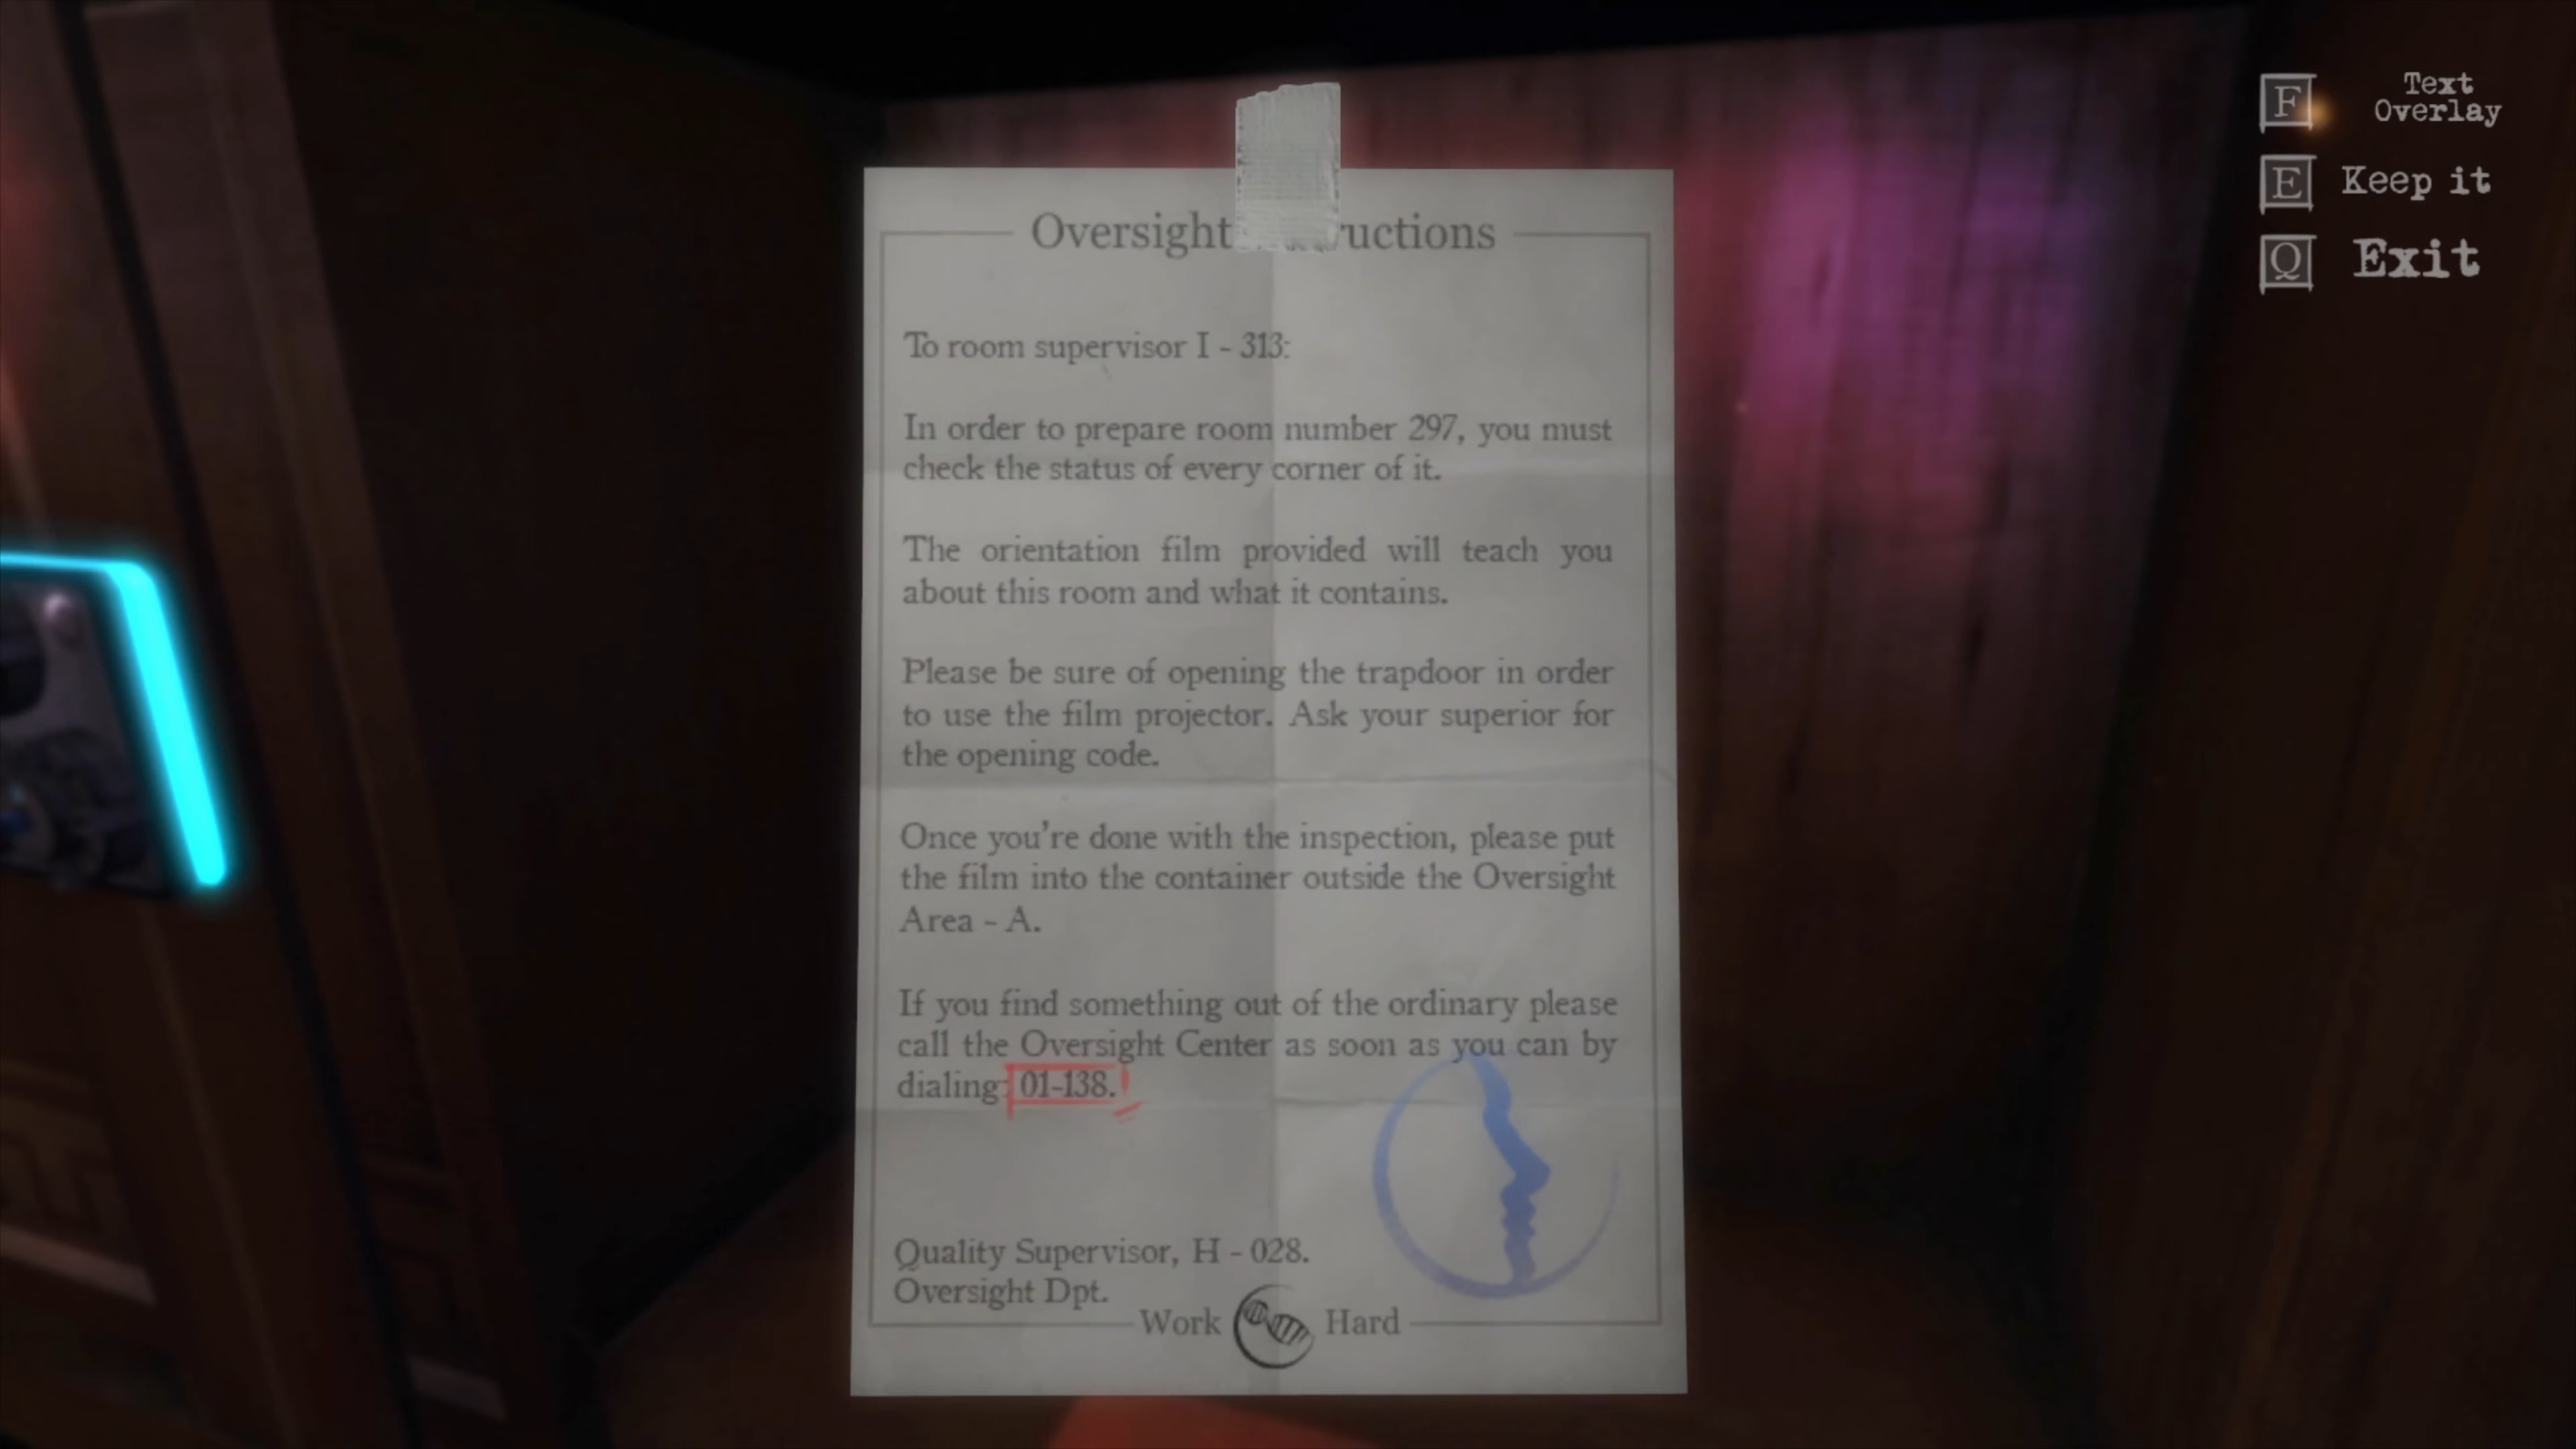 Oversight ructions
To room supervisor I - 313:
In order to prepare room number 297, you must
check the status of every corner of it.
The orientation film provided will teach you
about this room and what it contains.
Please be sure of opening the trapdoor in order
to use the film projector. Ask your superior for
the opening code.
Once you're done with the inspection, please put
the film into the container outside the Oversight
Area - A.
If you find something out of the ordinary please
call the Oversight Center as soon as you can by
dialing: 01-138.
Quality Supervisor, H - 028.
Oversight Dpt.
Work Hard
F Text
Overlay
E Keep it
Q Exit